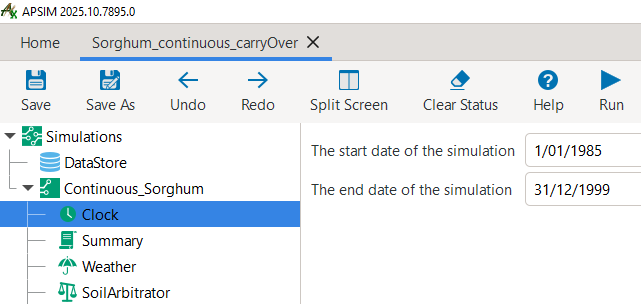 APSIM 2025.10.7895.0
Home Sorghum_continuous_carryOver
Save Save As Undo Redo Split Screen Clear Status Help Run
Simulations
DataStore
Continuous_Sorghum
Clock
Summary
Weather
SoilArbitrator
The start date of the simulation 1/01/1985
The end date of the simulation 31/12/1999